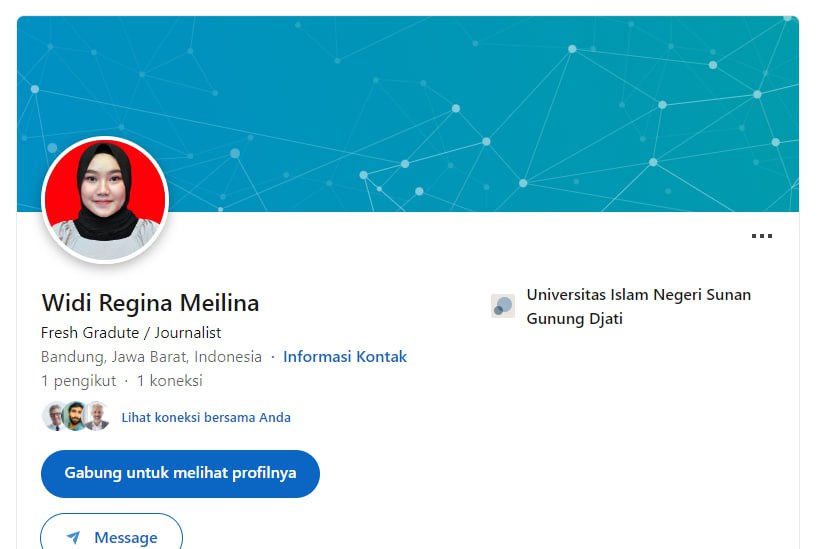 Widi Regina Meilina
Fresh Gradute / Journalist
Bandung, Jawa Barat, Indonesia · Informasi Kontak
1 pengikut · 1 koneksi
Lihat koneksi bersama Anda
Gabung untuk melihat profilnya
Message
Universitas Islam Negeri Sunan
Gunung Djati